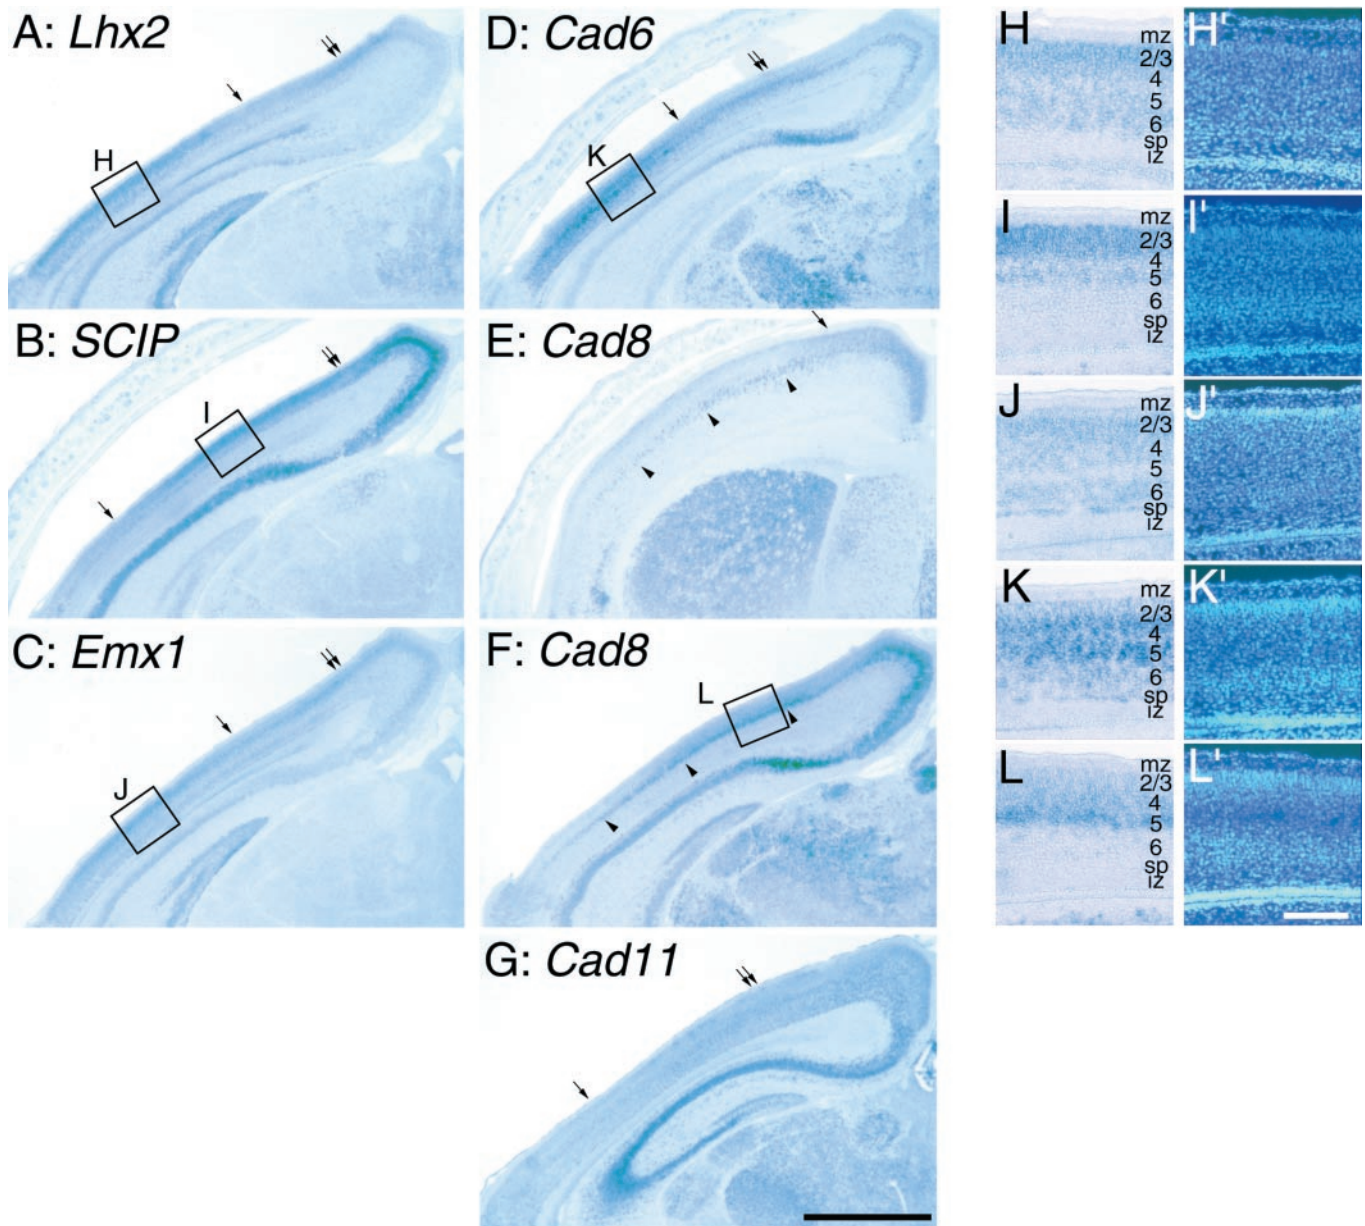 A: Lhx2
H
B: SCIP
I
C: Emx1
J
D: Cad6
K
E: Cad8
F: Cad8
L
G: Cad11
H
mz
2/3
4
5
6
sp
iz
H'
I
mz
2/3
4
5
6
sp
iz
I'
J
mz
2/3
4
5
6
sp
iz
J'
K
mz
2/3
4
5
6
sp
iz
K'
L
mz
2/3
4
5
6
sp
iz
L'